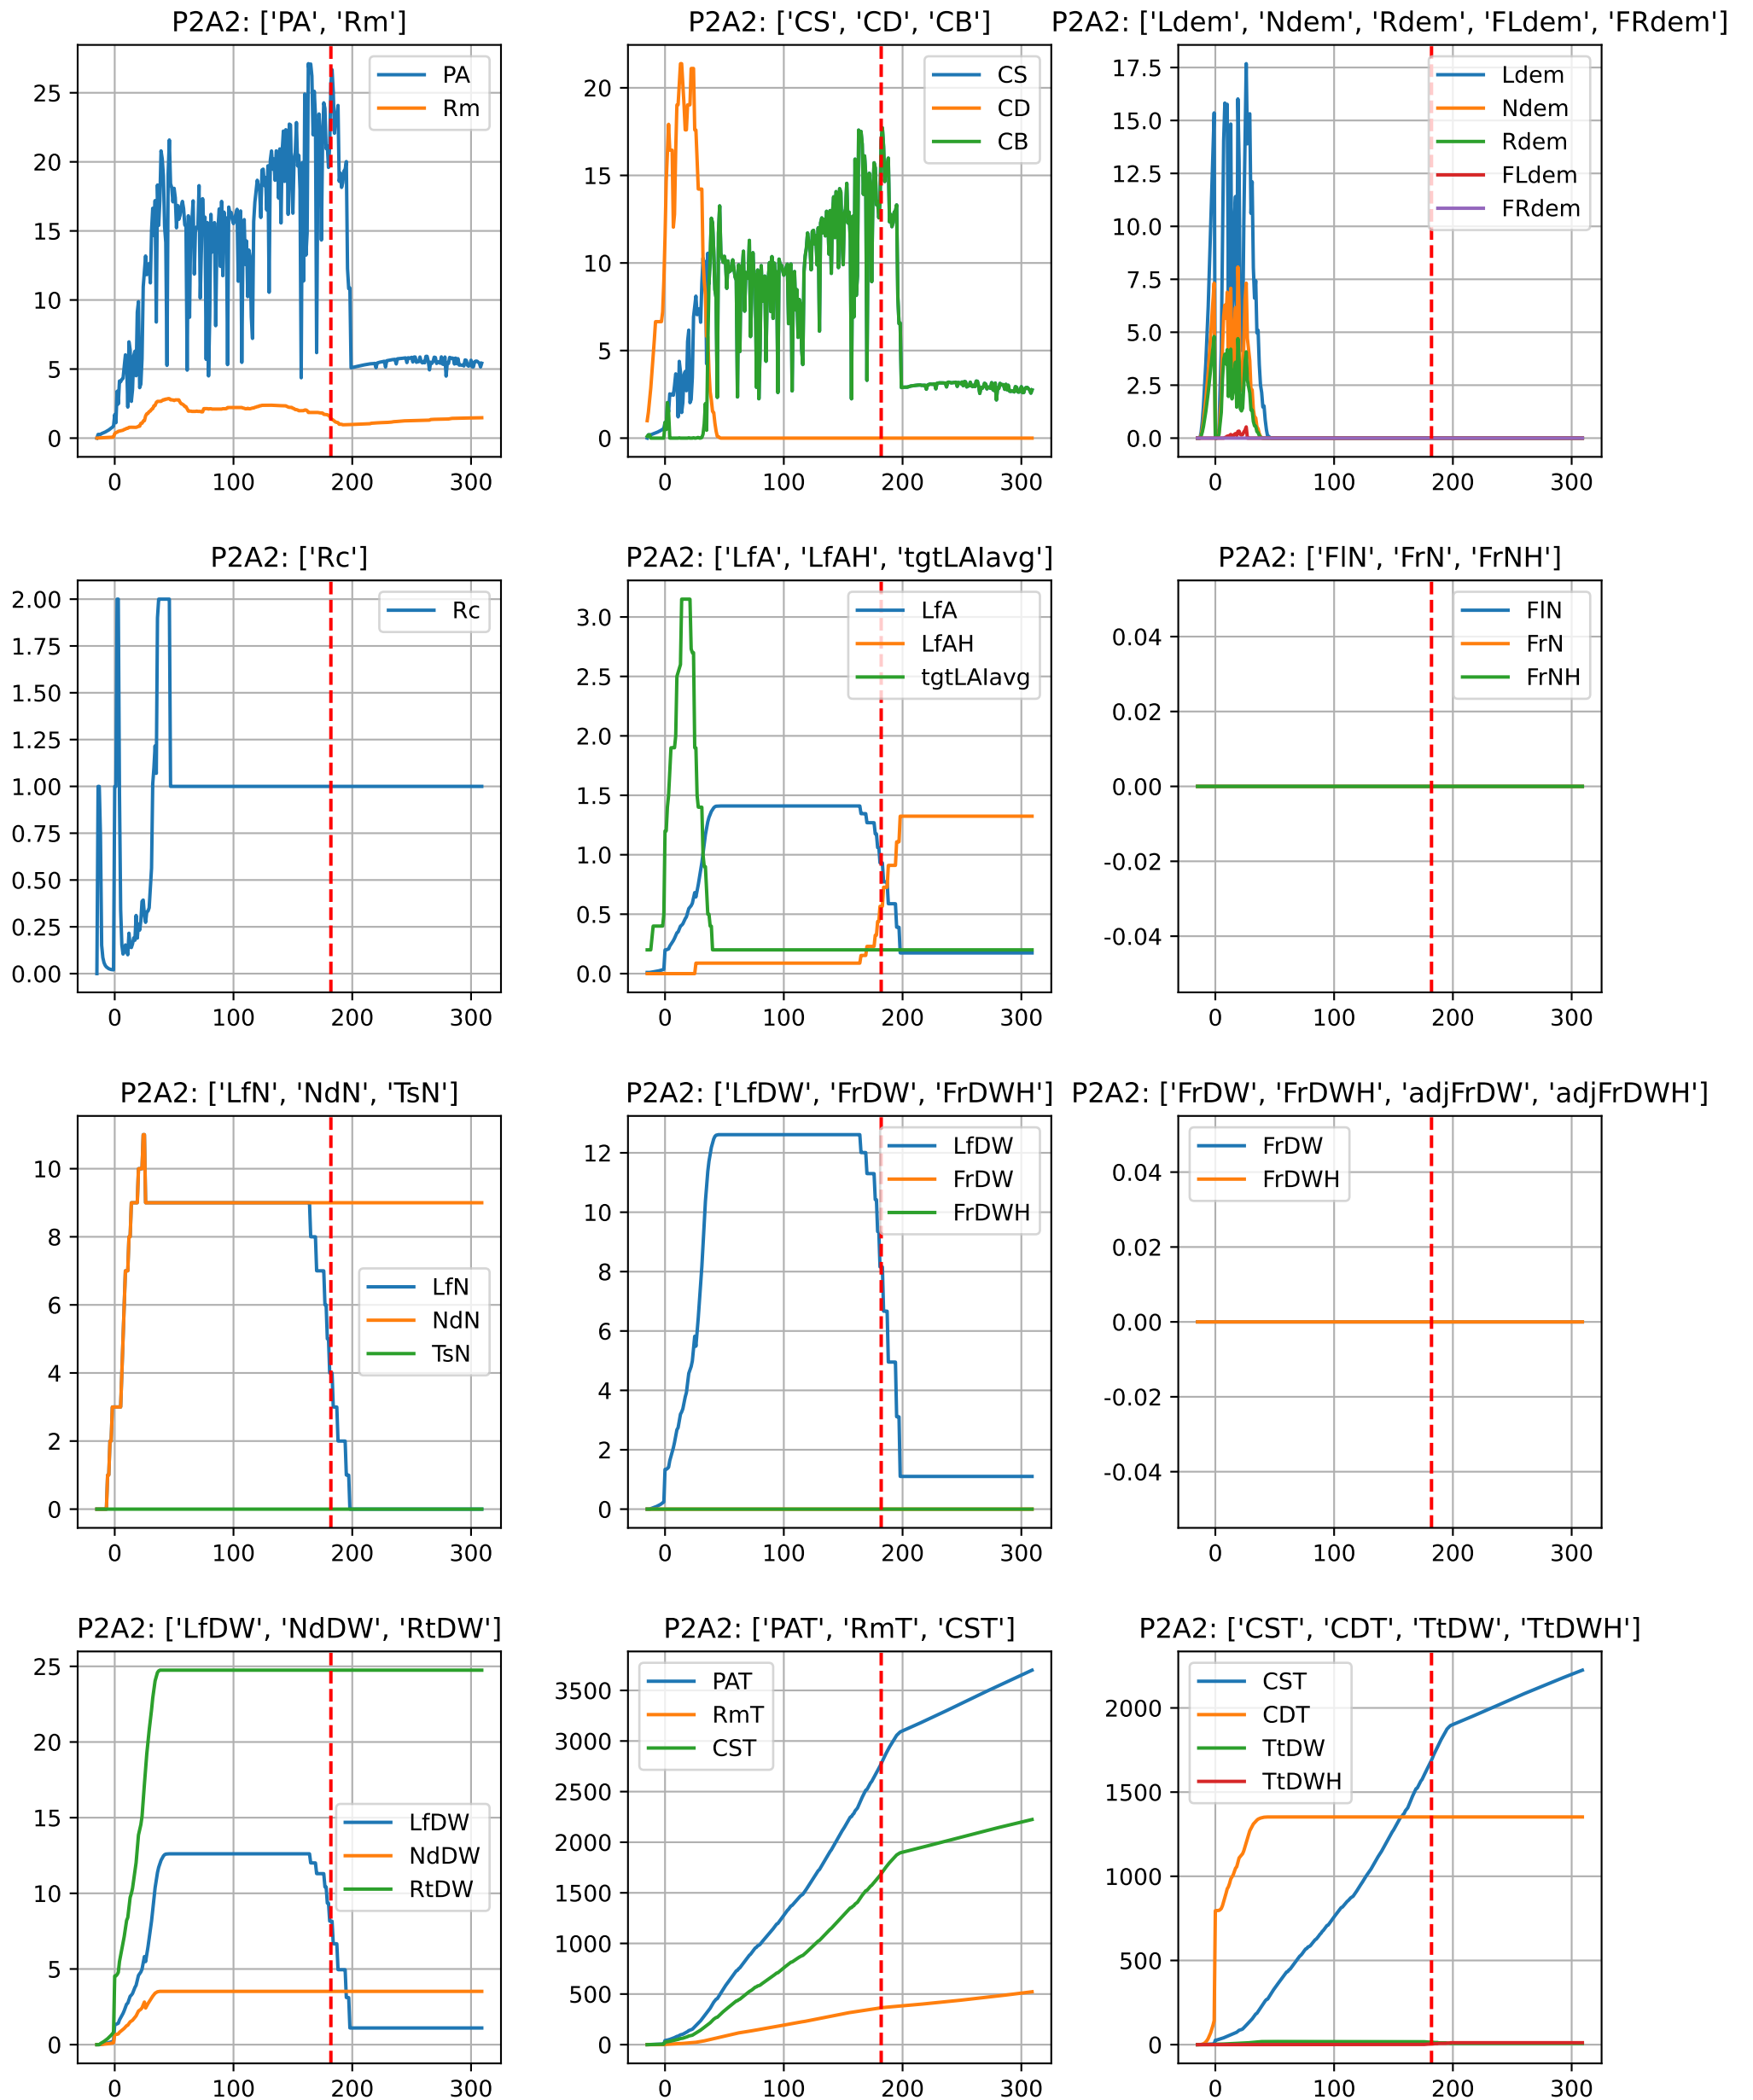 P2A2: ['PA', 'Rm']
25
20
15
10
5
0
0 100 200 300
PA
Rm
P2A2: ['CS', 'CD', 'CB']
20
15
10
5
0
0 100 200 300
CS
CD
CB
P2A2: ['Ldem', 'Ndem', 'Rdem', 'FLdem', 'FRdem']
17.5
15.0
12.5
10.0
7.5
5.0
2.5
0.0
0 100 200 300
Ldem
Ndem
Rdem
FLdem
FRdem
P2A2: ['Rc']
2.00
1.75
1.50
1.25
1.00
0.75
0.50
0.25
0.00
0 100 200 300
Rc
P2A2: ['LfA', 'LfAH', 'tgtLAIavg']
3.0
2.5
2.0
1.5
1.0
0.5
0.0
0 100 200 300
LfA
LfAH
tgtLAIavg
P2A2: ['FlN', 'FrN', 'FrNH']
0.04
0.02
0.00
-0.02
-0.04
0 100 200 300
FlN
FrN
FrNH
P2A2: ['LfN', 'NdN', 'TsN']
10
8
6
4
2
0
0 100 200 300
LfN
NdN
TsN
P2A2: ['LfDW', 'FrDW', 'FrDWH']
12
10
8
6
4
2
0
0 100 200 300
LfDW
FrDW
FrDWH
P2A2: ['FrDW', 'FrDWH', 'adjFrDW', 'adjFrDWH']
0.04
0.02
0.00
-0.02
-0.04
0 100 200 300
FrDW
FrDWH
P2A2: ['LfDW', 'NdDW', 'RtDW']
25
20
15
10
5
0
0 100 200 300
LfDW
NdDW
RtDW
P2A2: ['PAT', 'RmT', 'CST']
3500
3000
2500
2000
1500
1000
500
0
0 100 200 300
PAT
RmT
CST
P2A2: ['CST', 'CDT', 'TtDW', 'TtDWH']
2000
1500
1000
500
0
0 100 200 300
CST
CDT
TtDW
TtDWH